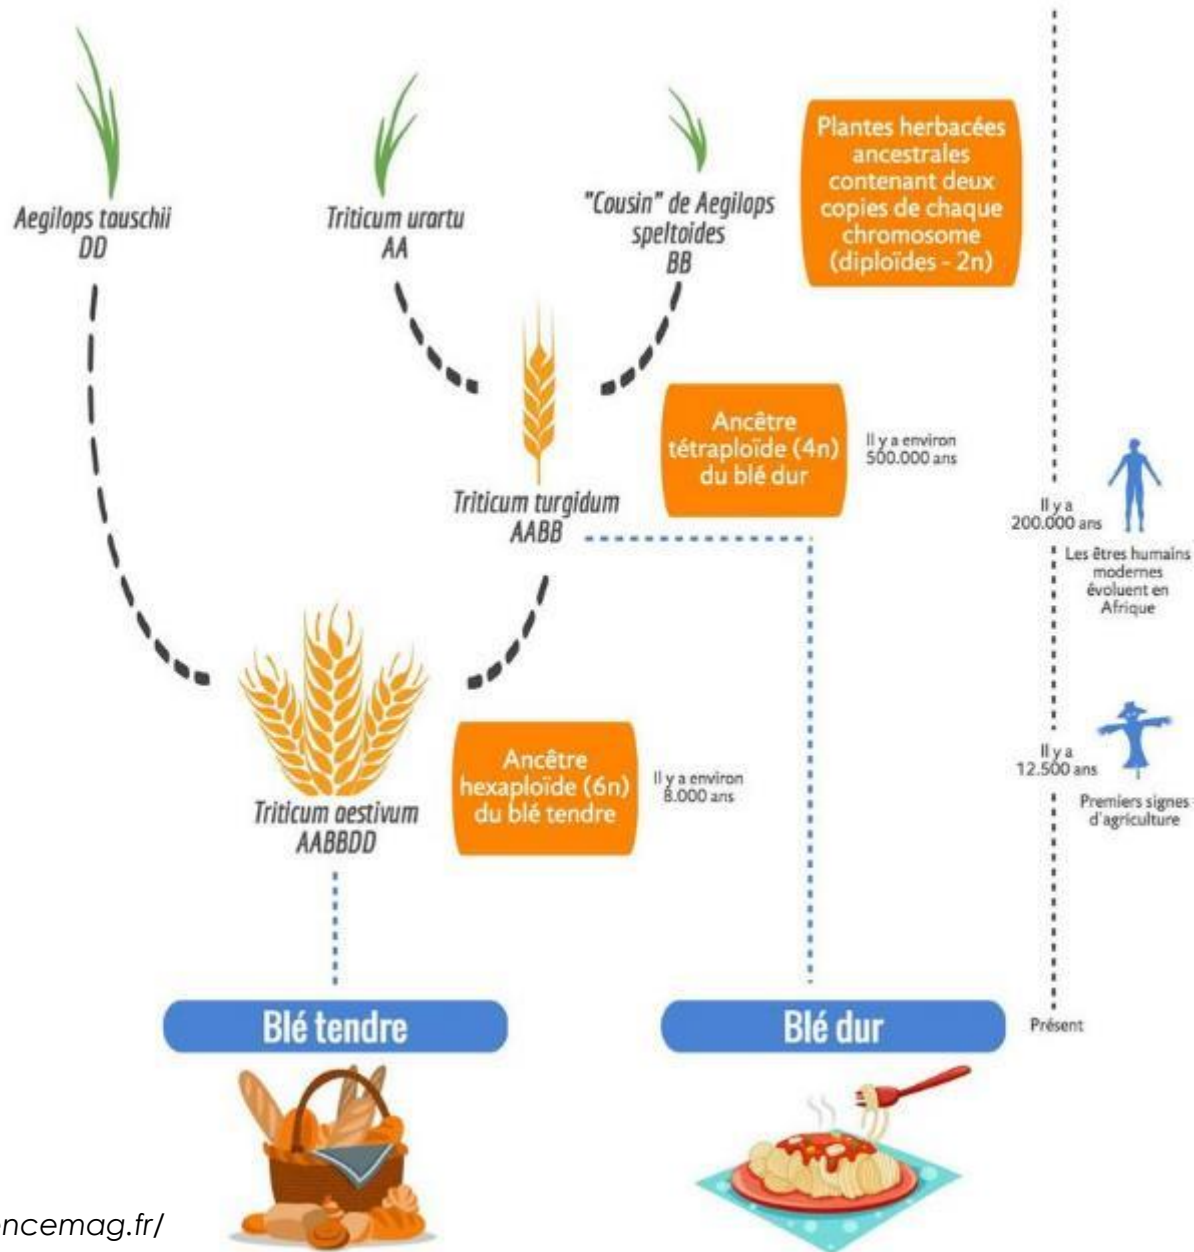 Aegilops tauschii
DD
Triticum urartu
AA
"Cousin" de Aegilops
speltoides
BB
Plantes herbacées
ancestrales
contenant deux
copies de chaque
chromosome
(diploïdes - 2n)
Triticum turgidum
AABB
Ancêtre
tétraploïde (4n)
du blé dur
Il y a environ
500.000 ans
Il y a
200.000 ans
Les êtres humains
modernes
évoluent en
Afrique
Triticum aestivum
AABBDD
Ancêtre
hexaploïde (6n)
du blé tendre
Il y a environ
8.000 ans
Il y a
12.500 ans
Premiers signes
d'agriculture
Blé tendre
Blé dur
Présent
encemag.fr/